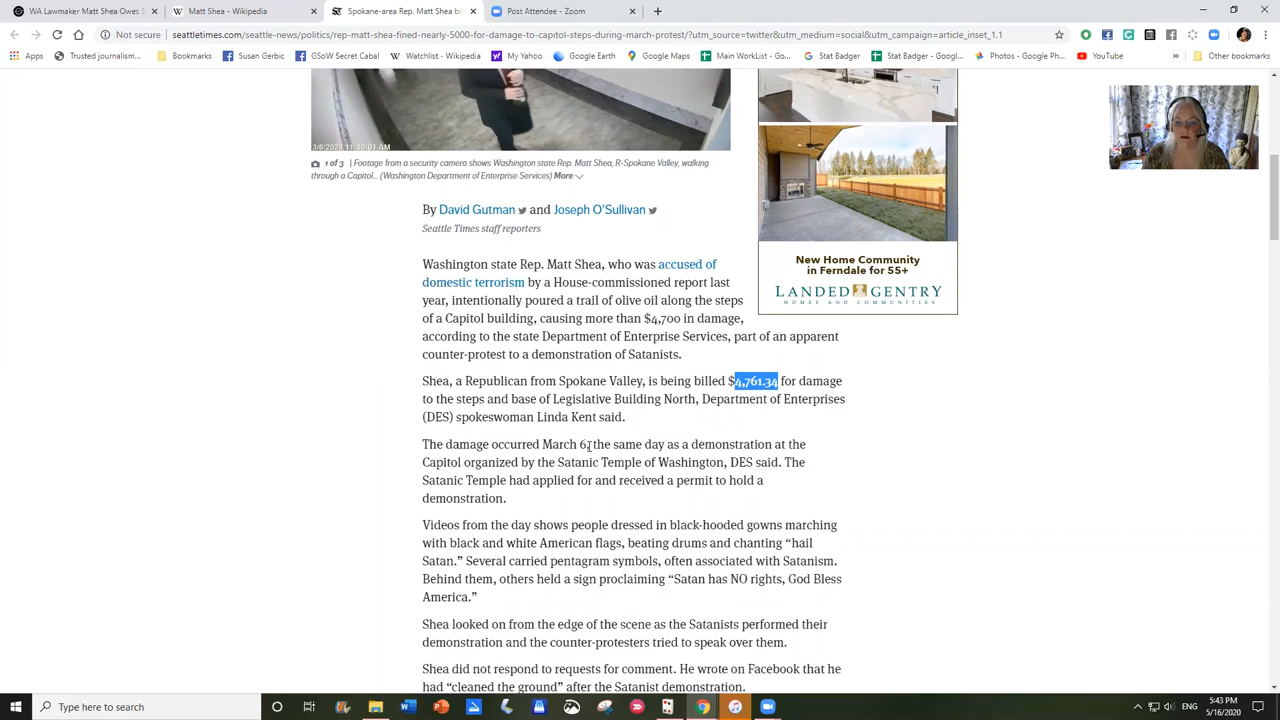 WA Lawmaker Matt Shea Owes S
Matt Shea - Wikipedia
Spokane-area Rep. Matt Shea bi
Post Attendee - Zoom
Not secure
seattletimes.com/seattle-news/politics/rep-matt-shea-fined-nearly-5000-for-damage-to-capitol-steps-during-march-protest/?utm_source=twitter&utm_medium=social&utm_campaign=article_inset_1.1
Apps
Trusted journalism...
Bufaful
Susan Gerbic
GSoW Secret Cabal
Watchlist - Wikipedia
My Yahoo
Google Earth
Google Maps
Main WorkList - Go...
Stat Badger
Stat Badger - Googl...
Photos - Google Ph...
YouTube
Other bookmarks
3/6/2020 11:46:01 AM
1 of 3 | Footage from a security camera shows Washington state Rep. Matt Shea, R-Spokane Valley, walking
through a Capitol... (Washington Department of Enterprise Services) More
By David Gutman and Joseph O'Sullivan
Seattle Times staff reporters
Washington state Rep. Matt Shea, who was accused of
domestic terrorism by a House-commissioned report last
year, intentionally poured a trail of olive oil along the steps
of a Capitol building, causing more than $4,700 in damage,
according to the state Department of Enterprise Services, part of an apparent
counter-protest to a demonstration of Satanists.
Shea, a Republican from Spokane Valley, is being billed $4,761.34 for damage
to the steps and base of Legislative Building North, Department of Enterprises
(DES) spokeswoman Linda Kent said.
The damage occurred March 6, the same day as a demonstration at the
Capitol organized by the Satanic Temple of Washington, DES said. The
Satanic Temple had applied for and received a permit to hold a
demonstration.
Videos from the day shows people dressed in black-hooded gowns marching
with black and white American flags, beating drums and chanting “hail
Satan.” Several carried pentagram symbols, often associated with Satanism.
Behind them, others held a sign proclaiming “Satan has NO rights, God Bless
America.”
Shea looked on from the edge of the scene as the Satanists performed their
demonstration and the counter-protesters tried to speak over them.
Shea did not respond to requests for comment. He wrote on Facebook that he
had “cleaned the ground” after the Satanist demonstration.
New Home Community
in Ferndale for 55+
LANDED GENTRY
HOMES AND COMMUNITIES
Type here to search
5:43 PM
5/16/2020